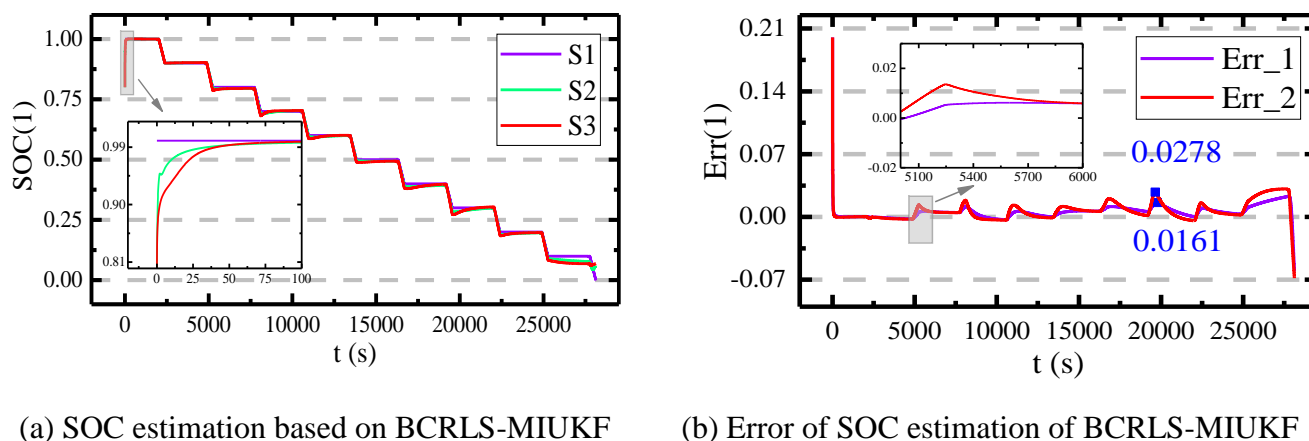 1.00
0.75
0.50
0.25
0.00
SOC(1)
S1
S2
S3
0.99
0.90
0.81
0 25 50 75 100
0 5000 10000 15000 20000 25000
t (s)
(a) SOC estimation based on BCRLS-MIUKF
0.21
0.14
0.07
0.00
-0.07
Err(1)
Err_1
Err_2
0.02
0.00
-0.02
5100 5400 5700 6000
0.0278
0.0161
0 5000 10000 15000 20000 25000
t (s)
(b) Error of SOC estimation of BCRLS-MIUKF